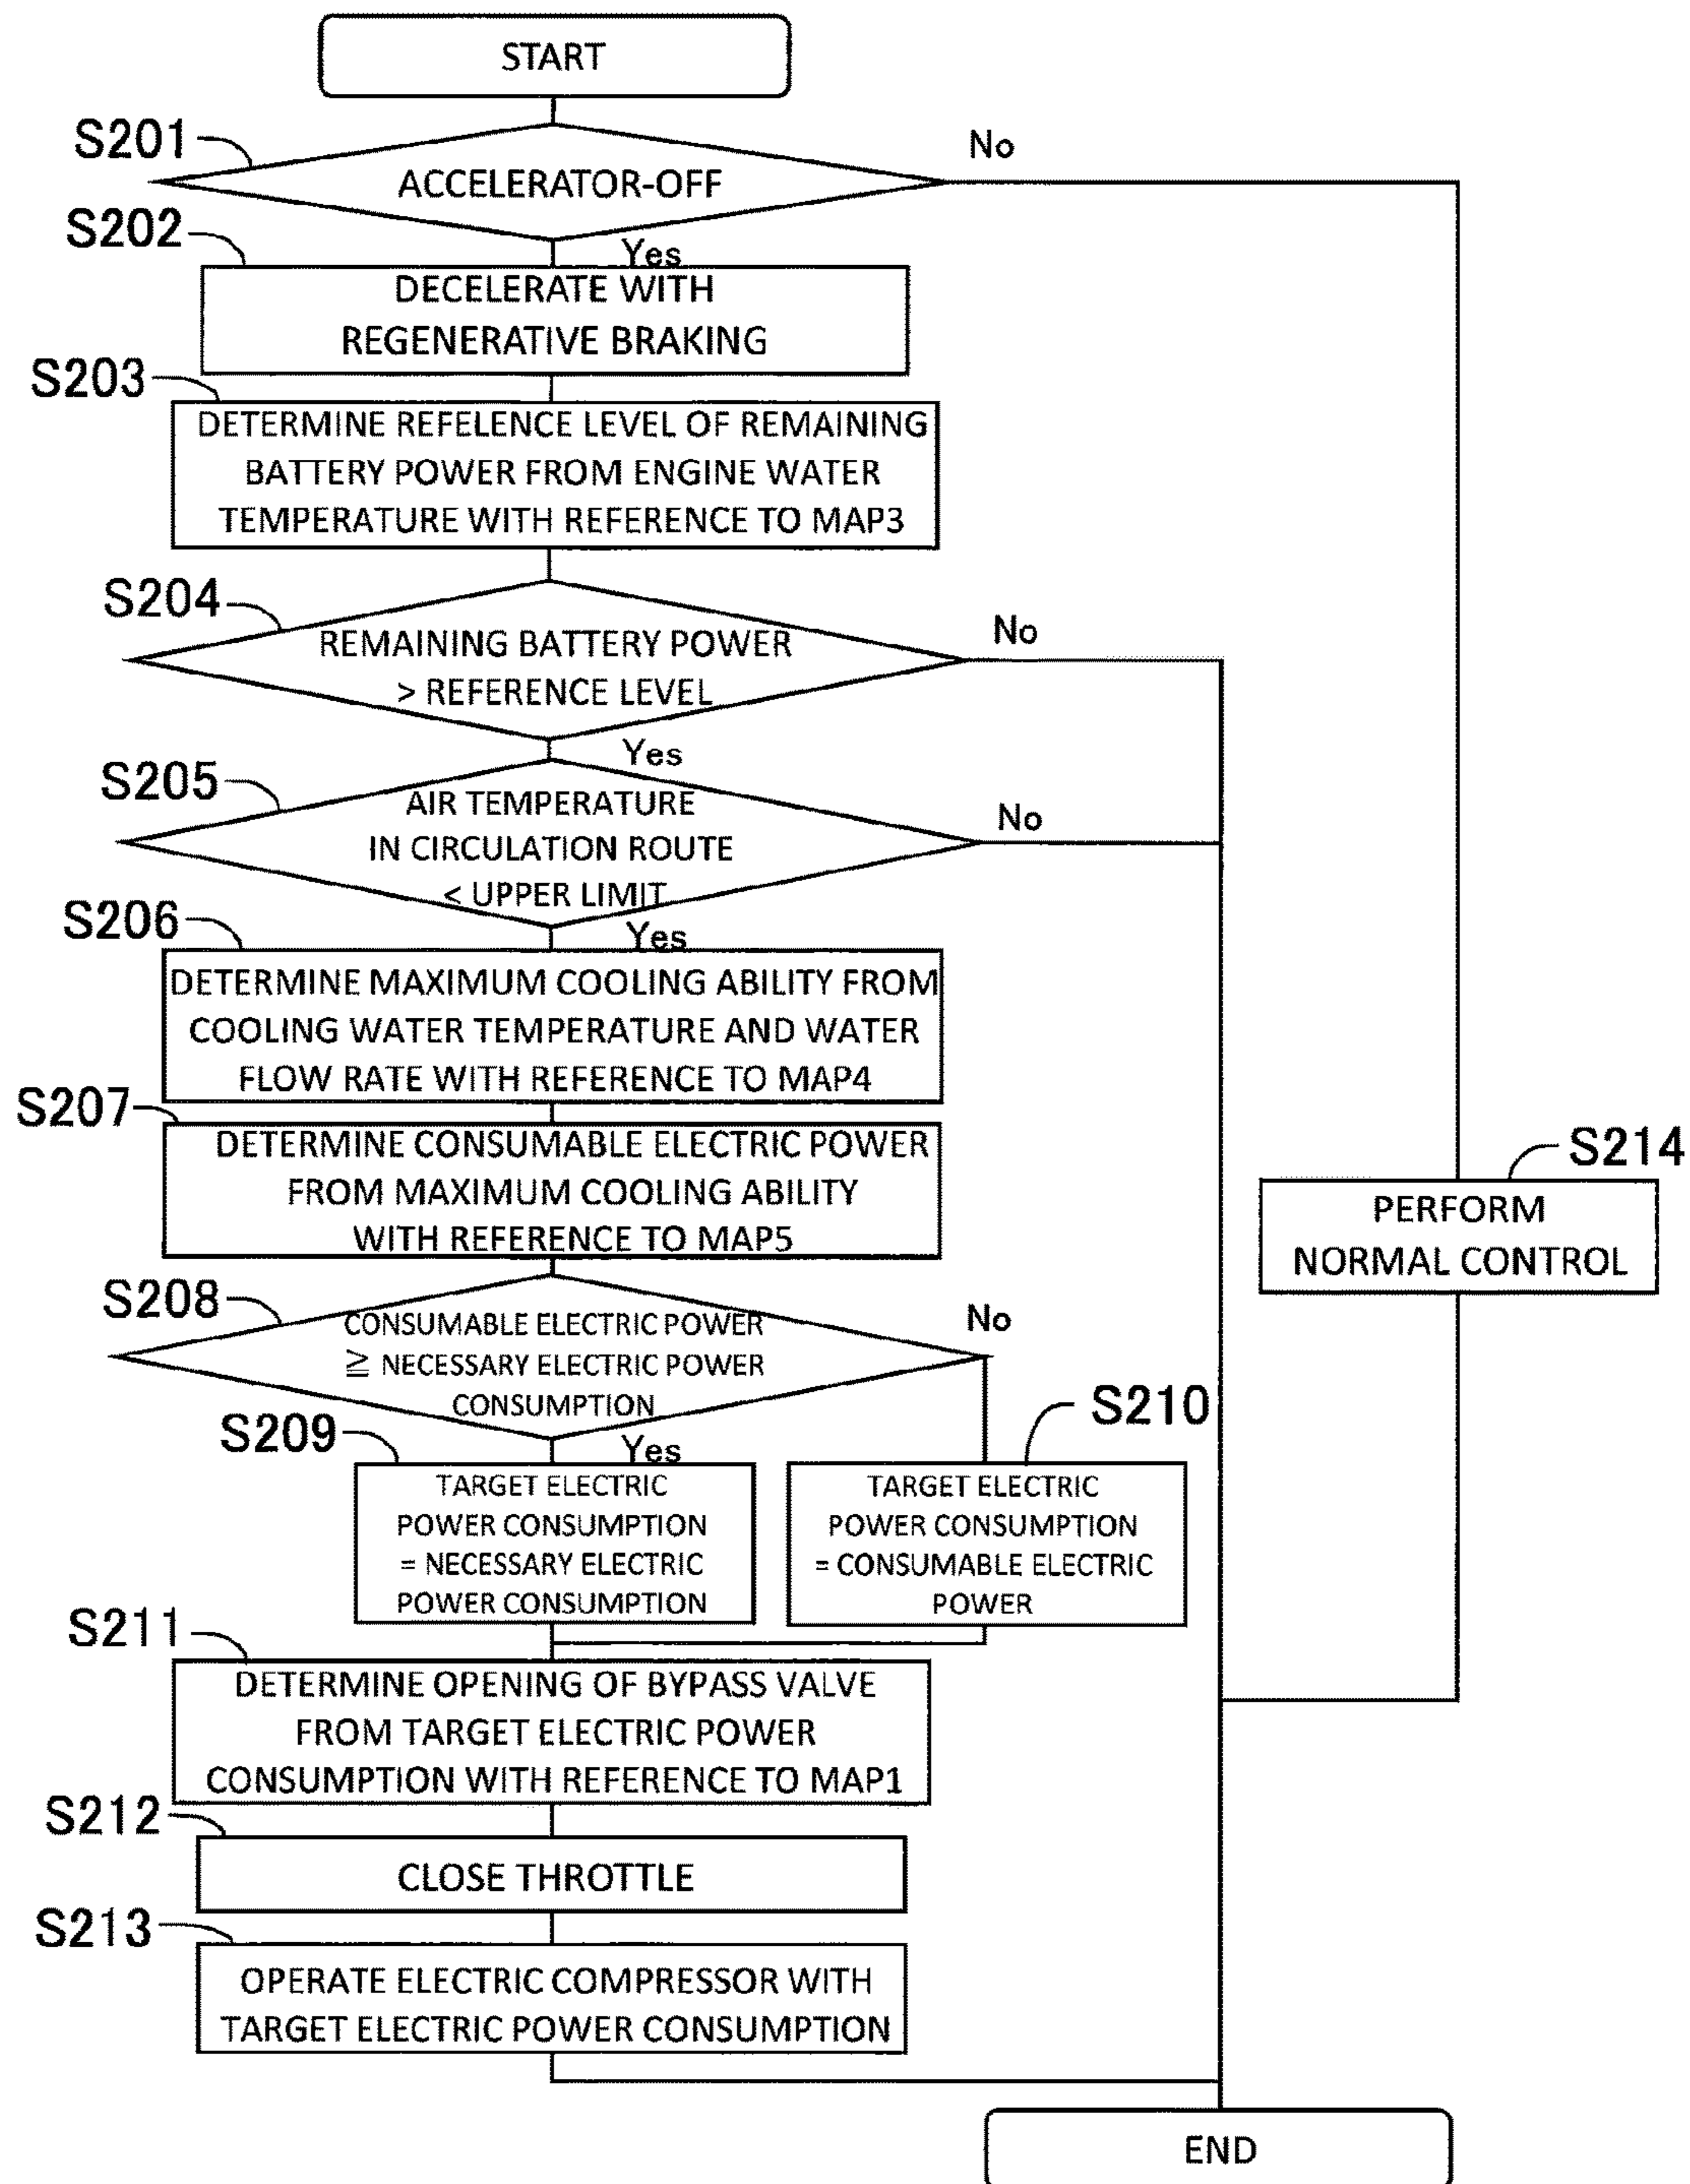 START
S201
No
ACCELERATOR-OFF
S202
Yes
DECELERATE WITH
REGENERATIVE BRAKING
S203
DETERMINE REFELENCE LEVEL OF REMAINING
BATTERY POWER FROM ENGINE WATER
TEMPERATURE WITH REFERENCE TO MAP3
S204
No
REMAINING BATTERY POWER
> REFERENCE LEVEL
Yes
S205
AIR TEMPERATURE
No
IN CIRCULATION ROUTE
< UPPER LIMIT
S206
Yes
DETERMINE MAXIMUM COOLING ABILITY FROM
COOLING WATER TEMPERATURE AND WATER
FLOW RATE WITH REFERENCE TO MAP4
S207
DETERMINE CONSUMABLE ELECTRIC POWER
FROM MAXIMUM COOLING ABILITY
WITH REFERENCE TO MAP5
S214
PERFORM
NORMAL CONTROL
S208
No
CONSUMABLE ELECTRIC POWER
≧ NECESSARY ELECTRIC POWER
CONSUMPTION
S209
Yes
TARGET ELECTRIC
POWER CONSUMPTION
= NECESSARY ELECTRIC
POWER CONSUMPTION
S210
TARGET ELECTRIC
POWER CONSUMPTION
= CONSUMABLE ELECTRIC
POWER
S211
DETERMINE OPENING OF BYPASS VALVE
FROM TARGET ELECTRIC POWER
CONSUMPTION WITH REFERENCE TO MAP1
S212
CLOSE THROTTLE
S213
OPERATE ELECTRIC COMPRESSOR WITH
TARGET ELECTRIC POWER CONSUMPTION
END